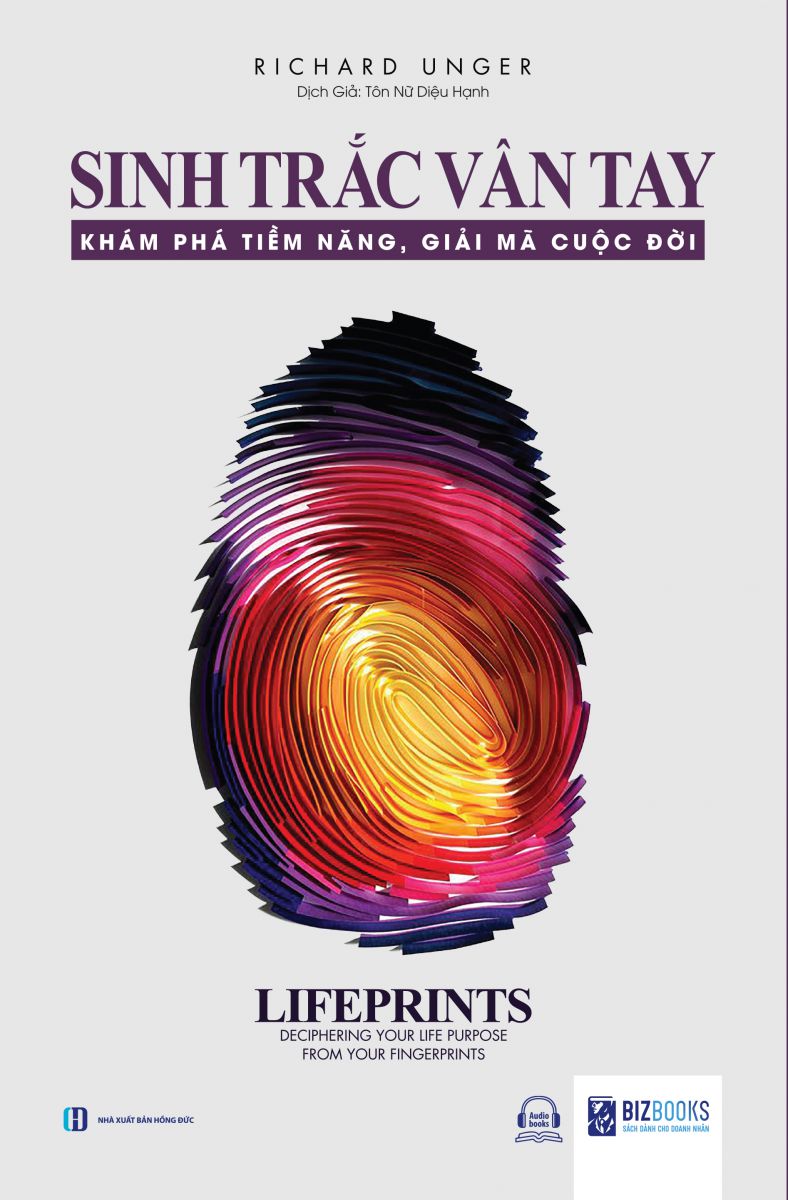 RICHARD UNGER
Dịch Giả: Tôn Nữ Diệu Hạnh
SINH TRẮC VÂN TAY
KHÁM PHÁ TIỀM NĂNG, GIẢI MÃ CUỘC ĐỜI
LIFEPRINTS
DECIPHERING YOUR LIFE PURPOSE
FROM YOUR FINGERPRINTS
NHÀ XUẤT BẢN HỒNG ĐỨC
Audio
books
BIZBOOKS
SÁCH DÀNH CHO DOANH NHÂN